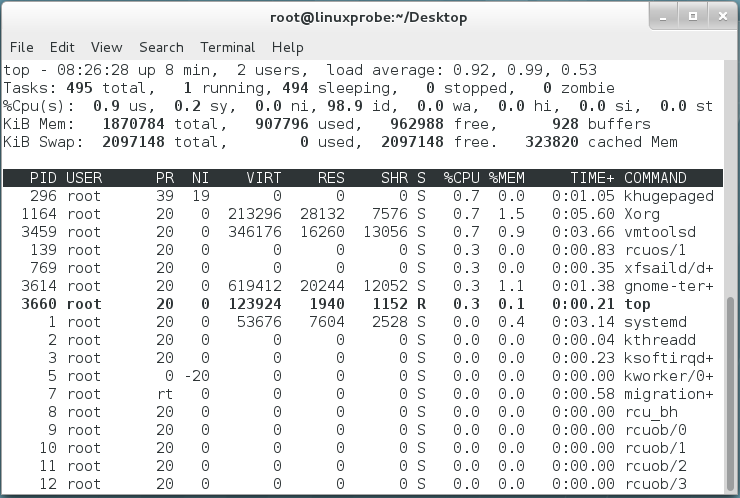 root@linuxprobe:~/Desktop
File Edit View Search Terminal Help
top - 08:26:28 up 8 min,  2 users,  load average: 0.92, 0.99, 0.53
Tasks: 495 total,   1 running, 494 sleeping,   0 stopped,   0 zombie
%Cpu(s):  0.9 us,  0.2 sy,  0.0 ni, 98.9 id,  0.0 wa,  0.0 hi,  0.0 si,  0.0 st
KiB Mem:   1870784 total,   907796 used,   962988 free,      928 buffers
KiB Swap:  2097148 total,        0 used,  2097148 free.   323820 cached Mem
PID USER      PR  NI    VIRT    RES    SHR S  %CPU %MEM     TIME+ COMMAND
296 root      39  19       0      0      0 S   0.7  0.0   0:01.05 khugepaged
1164 root      20   0  213296  28132   7576 S   0.7  1.5   0:05.60 Xorg
3459 root      20   0  346176  16260  13056 S   0.7  0.9   0:03.66 vmtoolsd
139 root      20   0       0      0      0 S   0.3  0.0   0:00.83 rcuos/1
769 root      20   0       0      0      0 S   0.3  0.0   0:00.35 xfsaild/d+
3614 root      20   0  619412  20244  12052 S   0.3  1.1   0:01.38 gnome-ter+
3660 root      20   0  123924   1940   1152 R   0.3  0.1   0:00.21 top
1 root      20   0   53676   7604   2528 S   0.0  0.4   0:03.14 systemd
2 root      20   0       0      0      0 S   0.0  0.0   0:00.04 kthreadd
3 root      20   0       0      0      0 S   0.0  0.0   0:00.23 ksoftirqd+
5 root       0 -20       0      0      0 S   0.0  0.0   0:00.00 kworker/0+
7 root      rt   0       0      0      0 S   0.0  0.0   0:00.58 migration+
8 root      20   0       0      0      0 S   0.0  0.0   0:00.00 rcu_bh
9 root      20   0       0      0      0 S   0.0  0.0   0:00.00 rcuob/0
10 root      20   0       0      0      0 S   0.0  0.0   0:00.00 rcuob/1
11 root      20   0       0      0      0 S   0.0  0.0   0:00.00 rcuob/2
12 root      20   0       0      0      0 S   0.0  0.0   0:00.00 rcuob/3